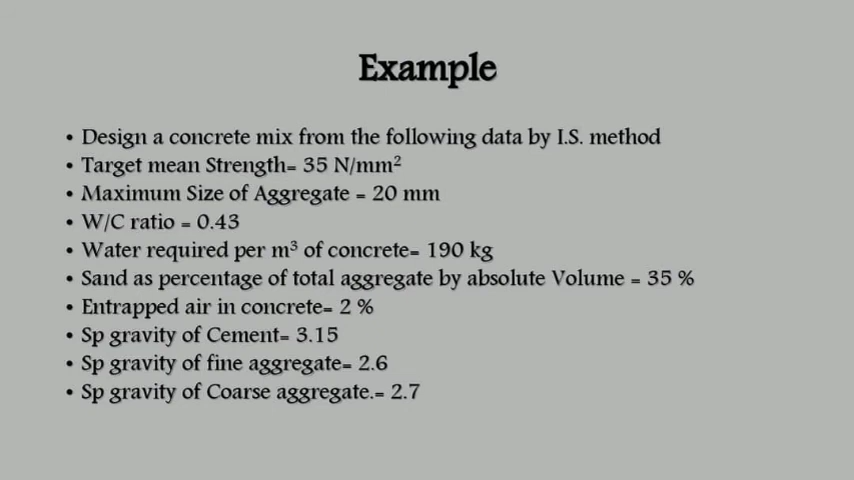 Example
• Design a concrete mix from the following data by I.S. method
• Target mean Strength= 35 N/mm²
• Maximum Size of Aggregate = 20 mm
• W/C ratio = 0.43
• Water required per m³ of concrete= 190 kg
• Sand as percentage of total aggregate by absolute Volume = 35 %
• Entrapped air in concrete= 2 %
• Sp gravity of Cement= 3.15
• Sp gravity of fine aggregate= 2.6
• Sp gravity of Coarse aggregate.= 2.7